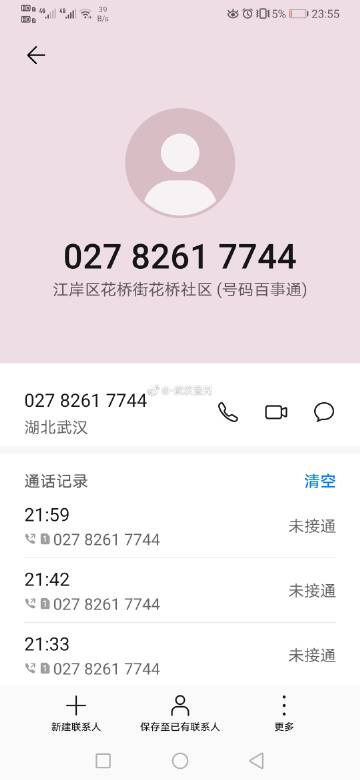 39
B/s
5%
23:55
027 8261 7744
江岸区花桥街花桥社区 (号码百事通)
027 8261 7744
湖北武汉
通话记录
清空
21:59
未接通
1 027 8261 7744
21:42
未接通
1 027 8261 7744
21:33
未接通
1 027 8261 7744
新建联系人
保存至已有联系人
更多